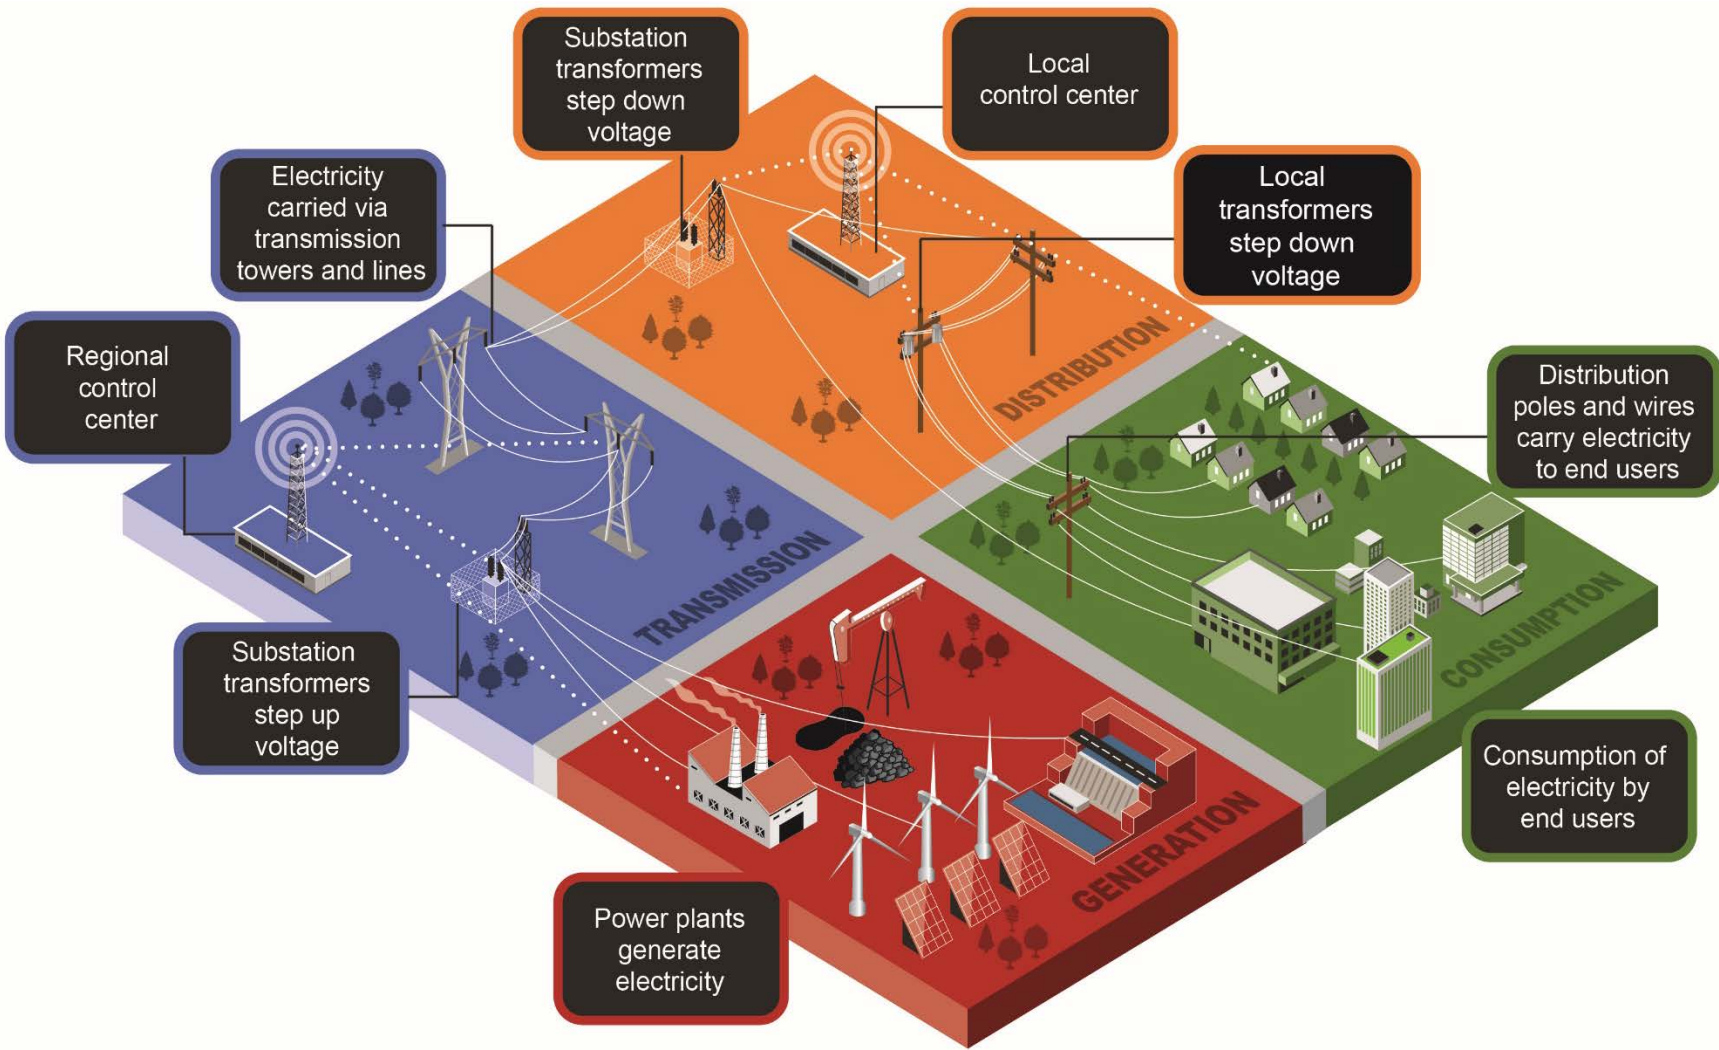 Substation
transformers
step down
voltage
Local
control center
Electricity
carried via
transmission
towers and lines
Local
transformers
step down
voltage
Regional
control
center
DISTRIBUTION
Distribution
poles and wires
carry electricity
to end users
TRANSMISSION
CONSUMPTION
Substation
transformers
step up
voltage
Consumption of
electricity by
end users
GENERATION
Power plants
generate
electricity